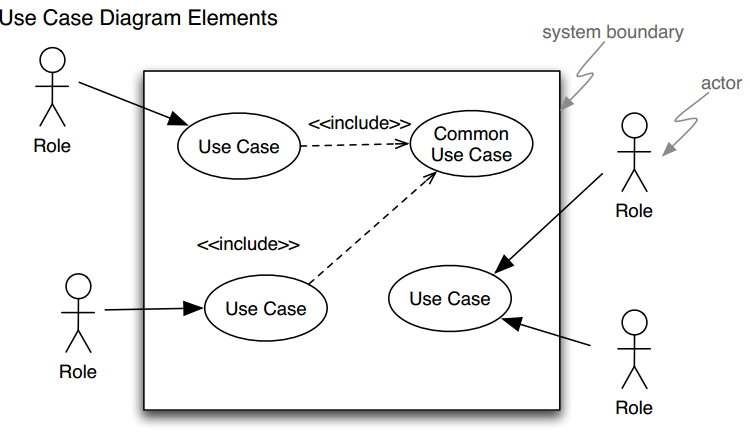 Use Case Diagram Elements
system boundary
actor
Role
Use Case
<<include>>
Common
Use Case
Role
<<include>>
Use Case
Use Case
Role
Role